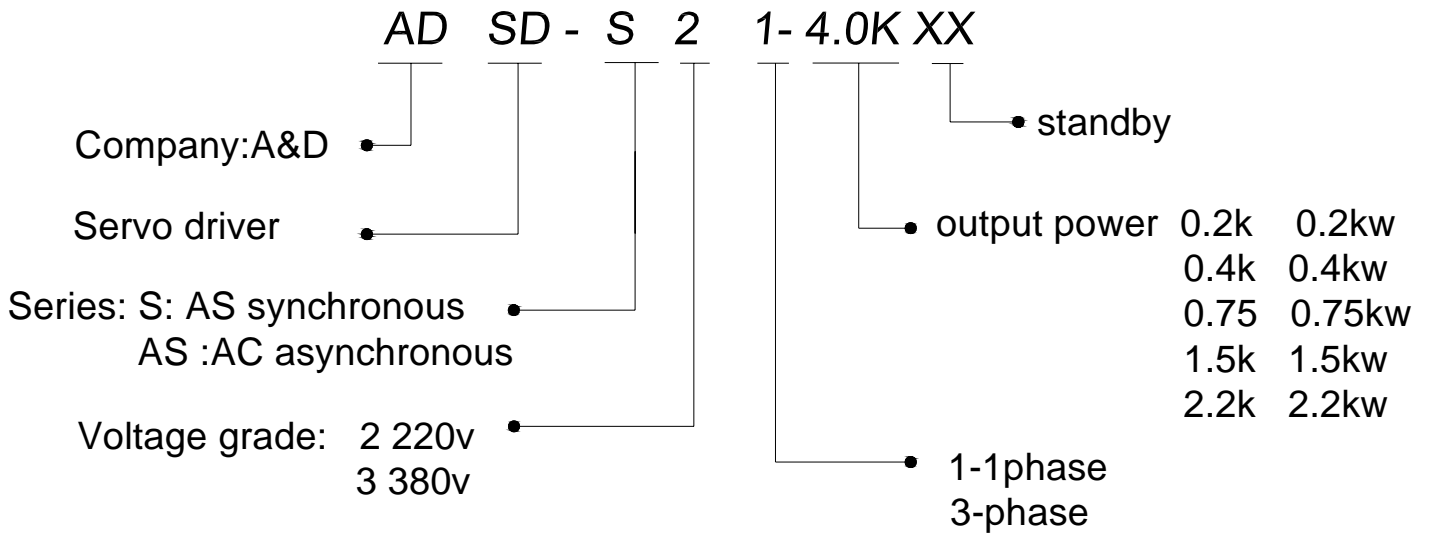 AD SD - S 2 1- 4.0K XX
standby
Company:A&D
Servo driver
output power 0.2k 0.2kw
0.4k 0.4kw
0.75 0.75kw
1.5k 1.5kw
2.2k 2.2kw
Series: S: AS synchronous
AS :AC asynchronous
Voltage grade: 2 220v
3 380v
1-1phase
3-phase